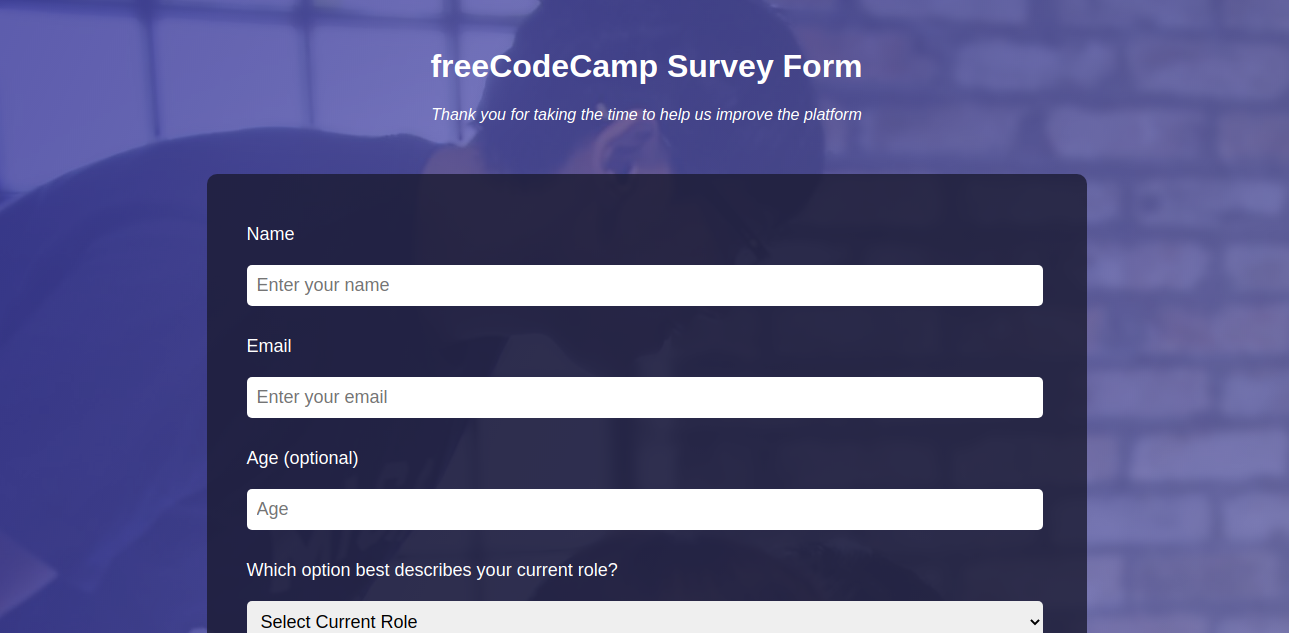 freeCodeCamp Survey Form
Thank you for taking the time to help us improve the platform
Name
Enter your name
Email
Enter your email
Age (optional)
Age
Which option best describes your current role?
Select Current Role